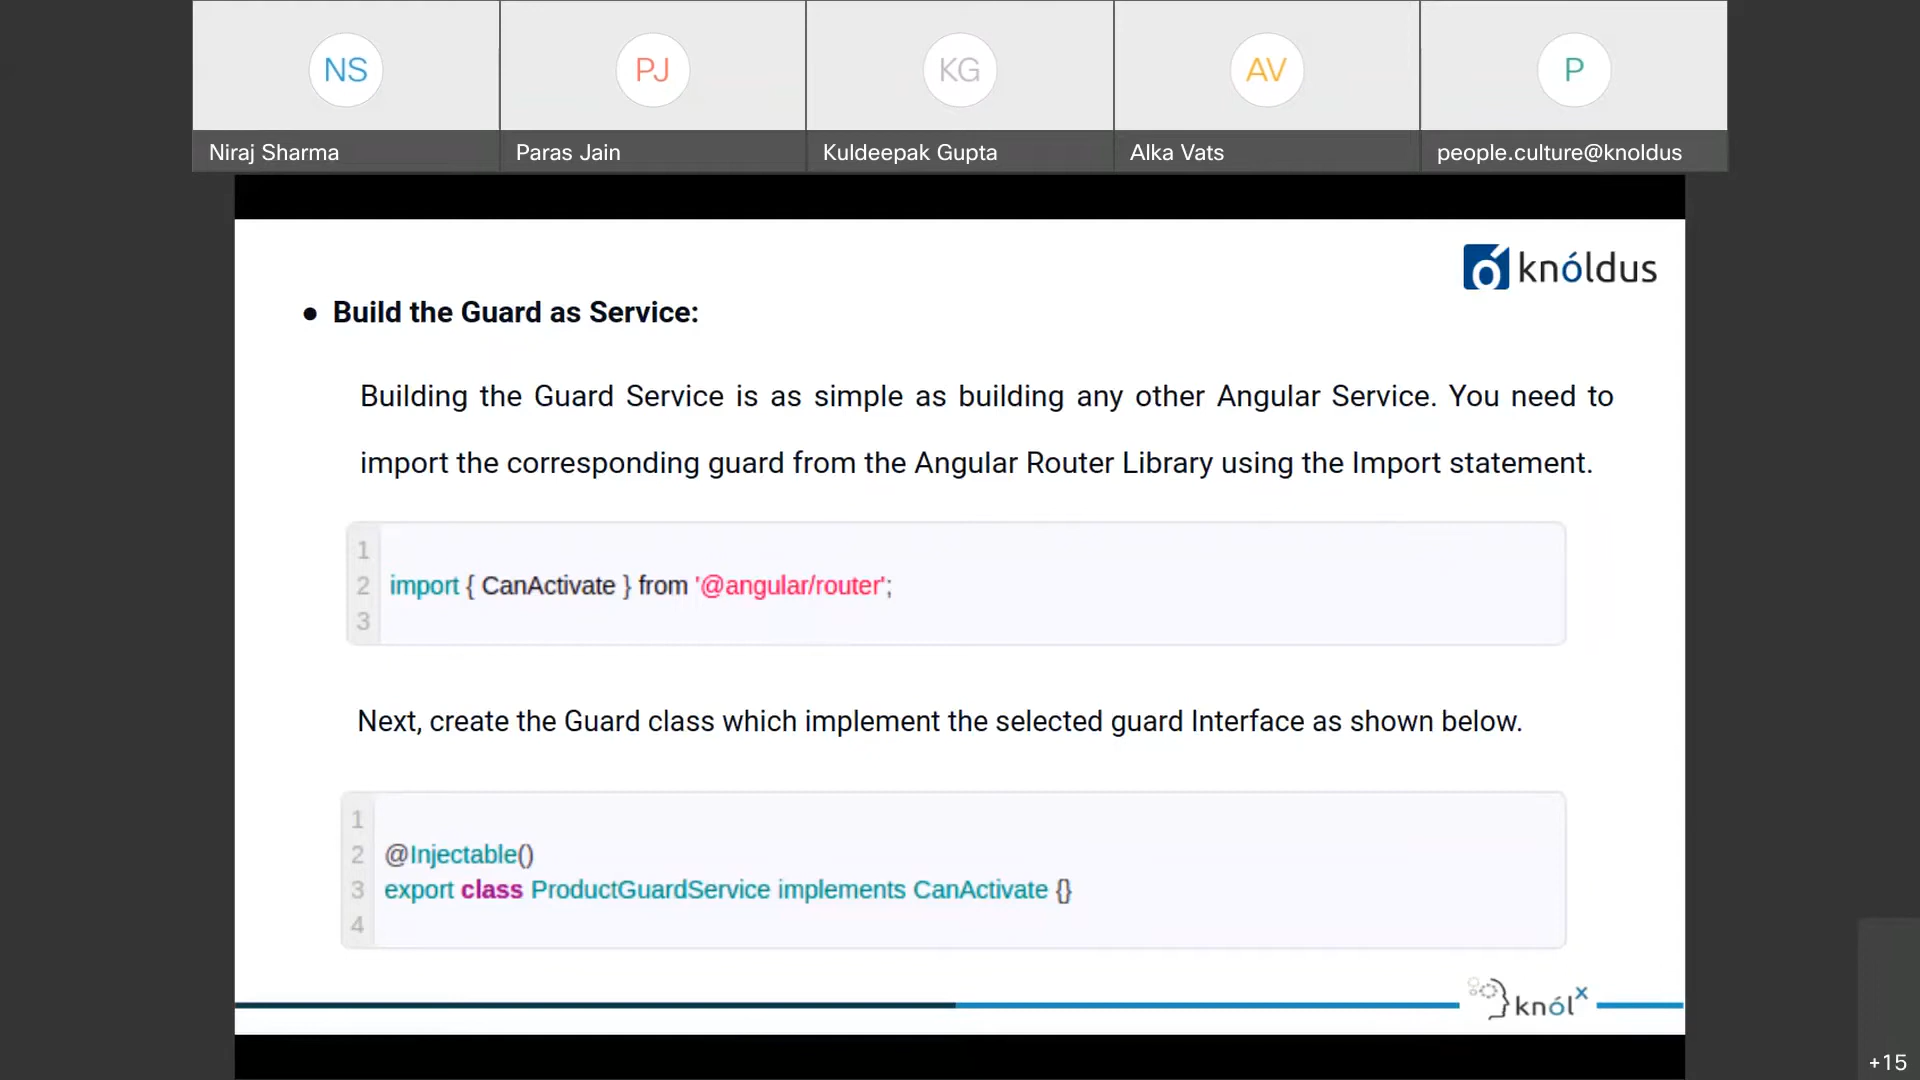 NS
PJ
KG
AV
P
Niraj Sharma
Paras Jain
Kuldeepak Gupta
Alka Vats
people.culture@knoldus
knóldus
● Build the Guard as Service:
Building the Guard Service is as simple as building any other Angular Service. You need to
import the corresponding guard from the Angular Router Library using the Import statement.
1
2 import { CanActivate } from '@angular/router';
3
Next, create the Guard class which implement the selected guard Interface as shown below.
1
2 @Injectable()
3 export class ProductGuardService implements CanActivate {}
4
knólx
+15